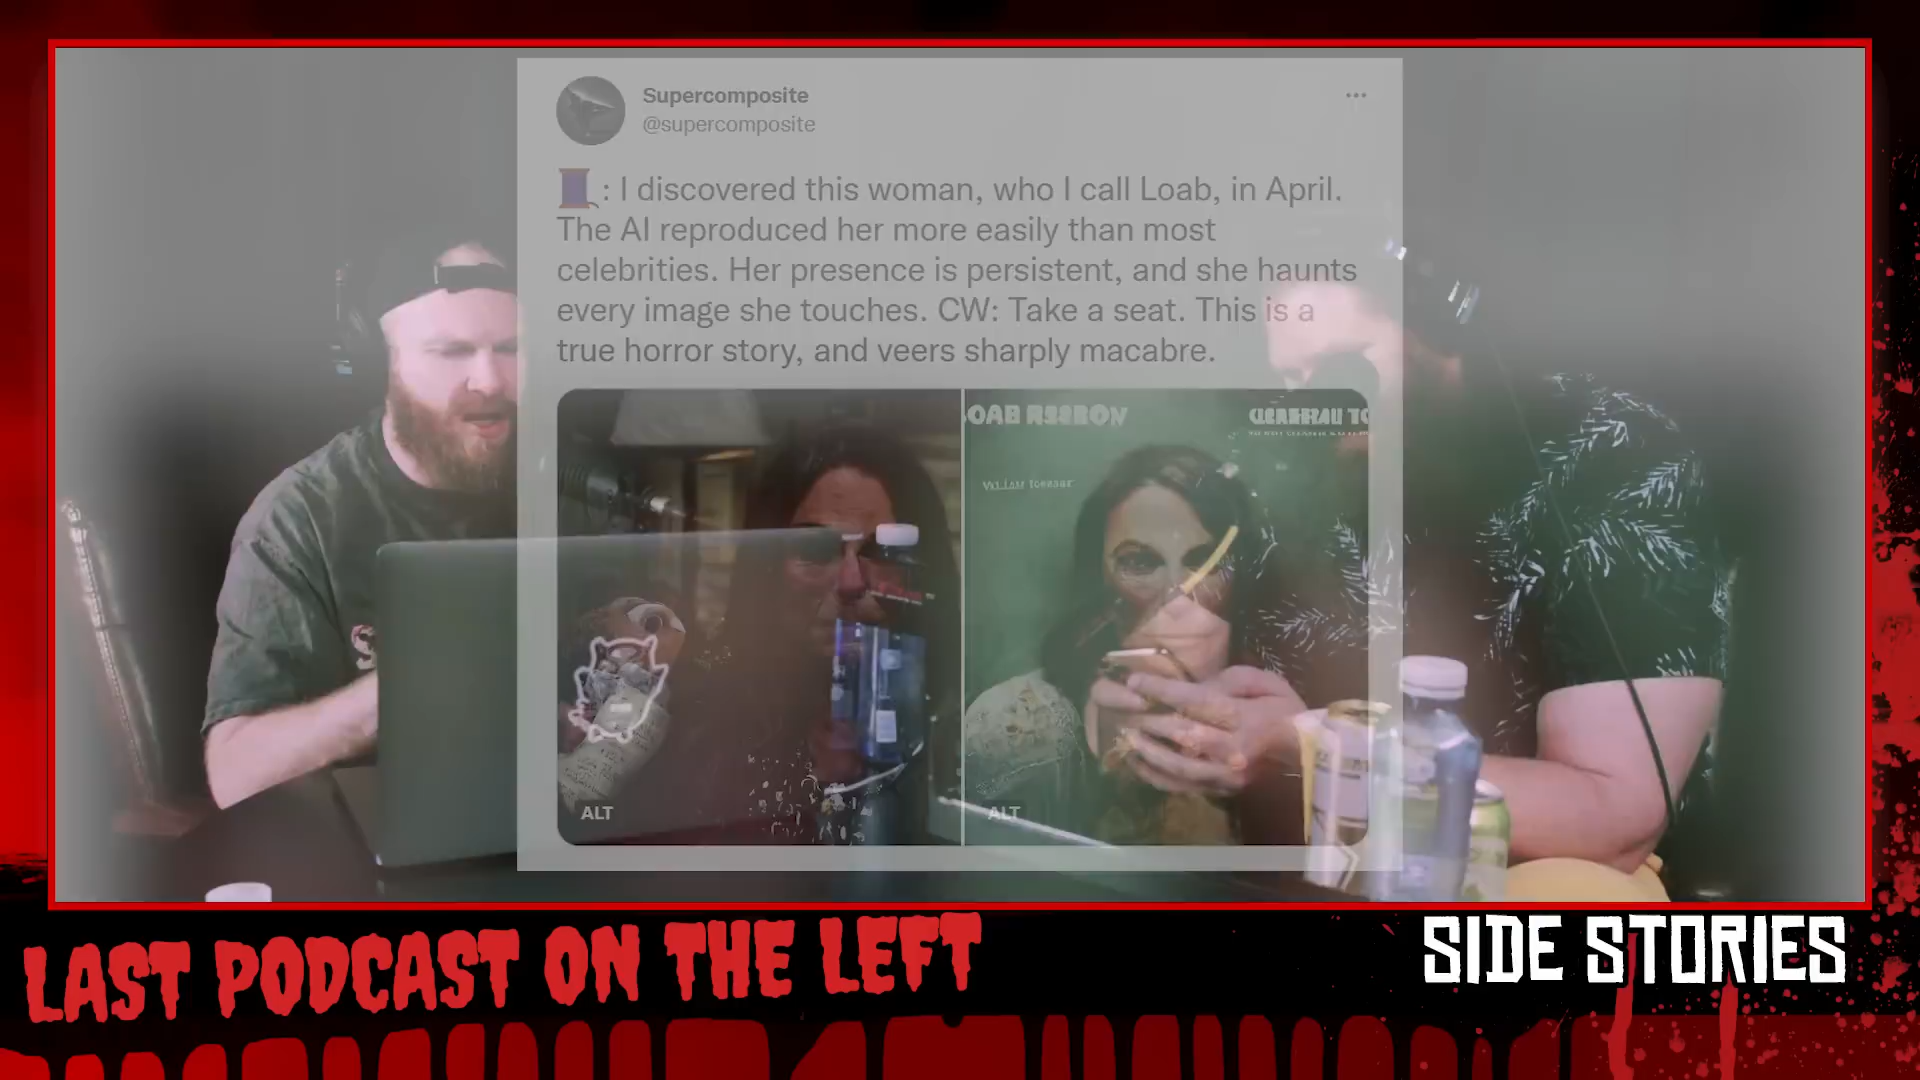 Supercomposite
@supercomposite
: I discovered this woman, who I call Loab, in April.
The AI reproduced her more easily than most
celebrities. Her presence is persistent, and she haunts
every image she touches. CW: Take a seat. This is a
true horror story, and veers sharply macabre.
OAB RSSRON
ALT
ALT
LAST PODCAST ON THE LEFT
SIDE STORIES